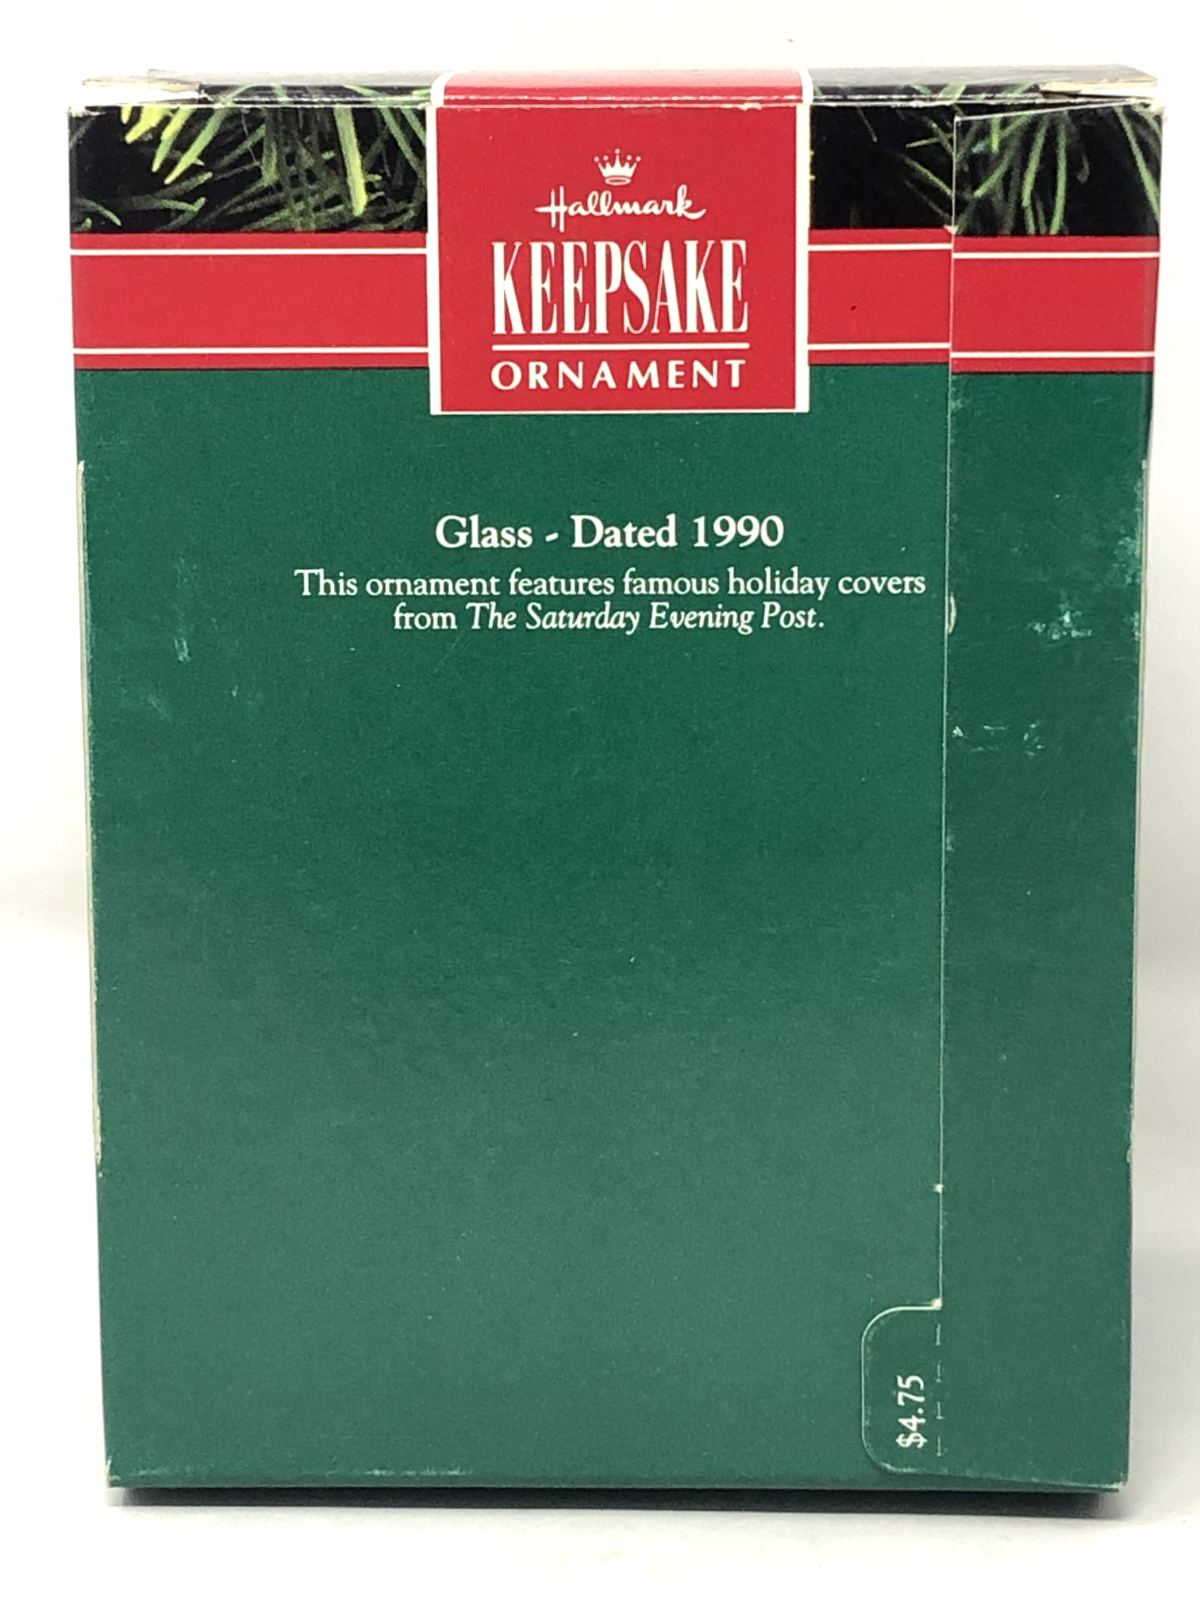 Hallmark
KEEPSAKE
ORNAMENT
Glass - Dated 1990
This ornament features famous holiday covers
from The Saturday Evening Post.
$4.75